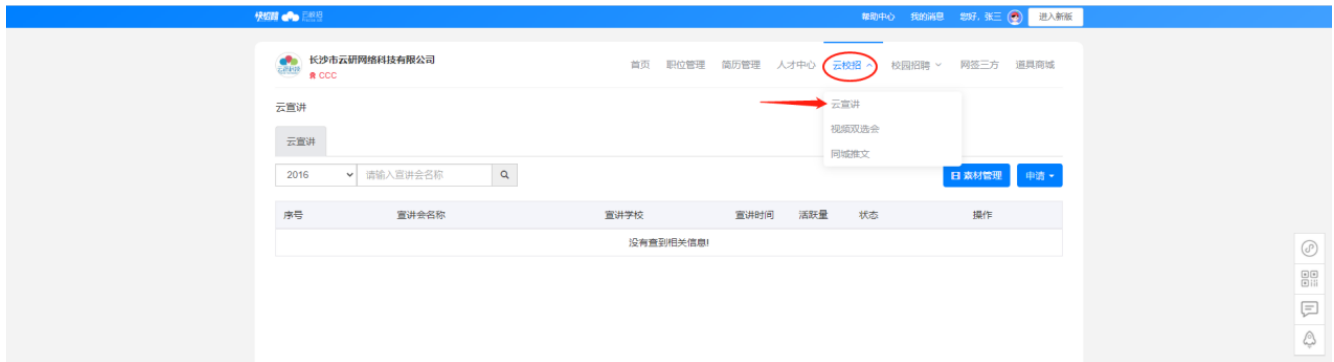 快招聘 云校招 帮助中心 我的消息 您好，张三 进入新版
长沙市云研网络科技有限公司
CCC
首页 职位管理 简历管理 人才中心 云校招 校园招聘 网签三方 道具商城
云宣讲
视频双选会
同城推文
云宣讲
云宣讲
2016 请输入宣讲会名称 素材管理 申请
序号 宣讲会名称 宣讲学校 宣讲时间 活跃量 状态 操作
没有查到相关信息!